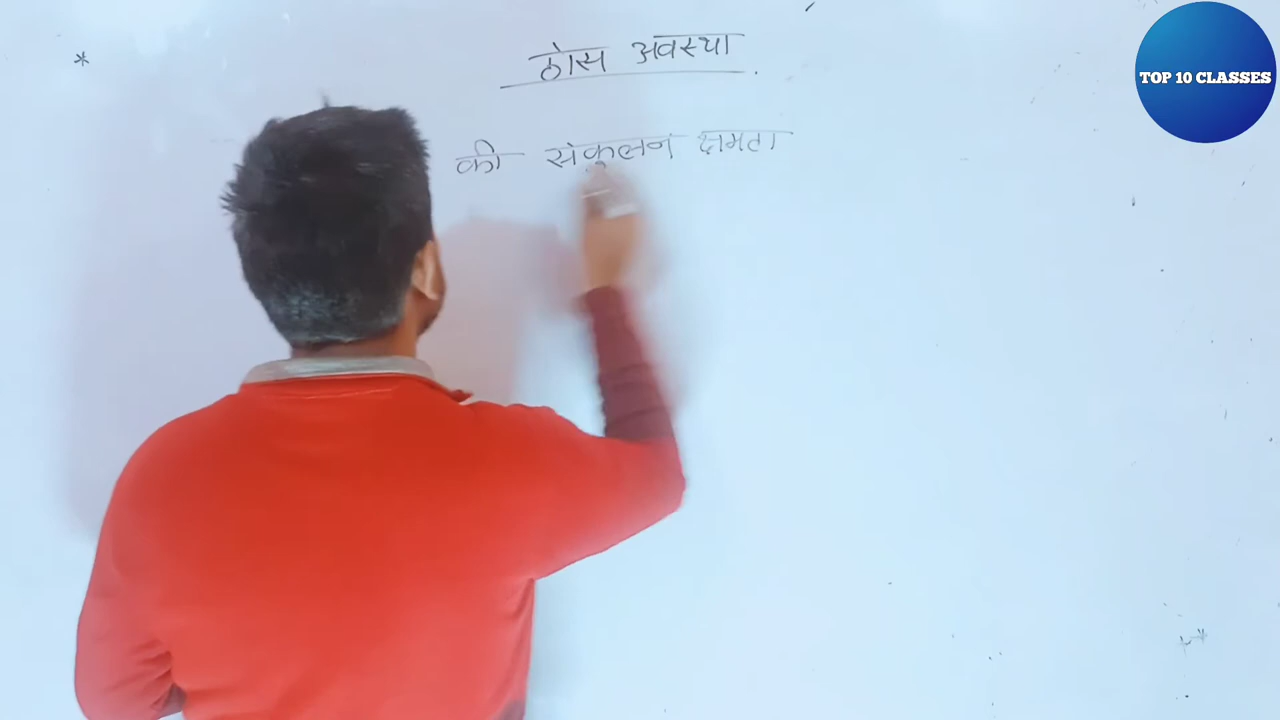 TOP 10 CLASSES
*
ठोस अवस्था
की संकुलन क्षमता